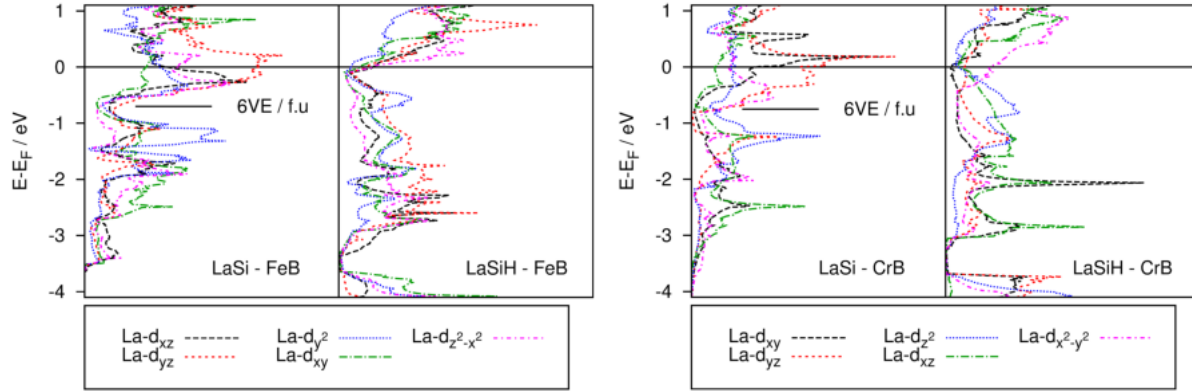 E-E_F / eV
1
0
-1
-2
-3
-4
6VE / f.u
LaSi - FeB
LaSiH - FeB
La-d_xz
La-d_yz
La-d_y²
La-d_xy
La-d_z²-x²
E-E_F / eV
1
0
-1
-2
-3
-4
6VE / f.u
LaSi - CrB
LaSiH - CrB
La-d_xy
La-d_yz
La-d_z²
La-d_xz
La-d_x²-y²